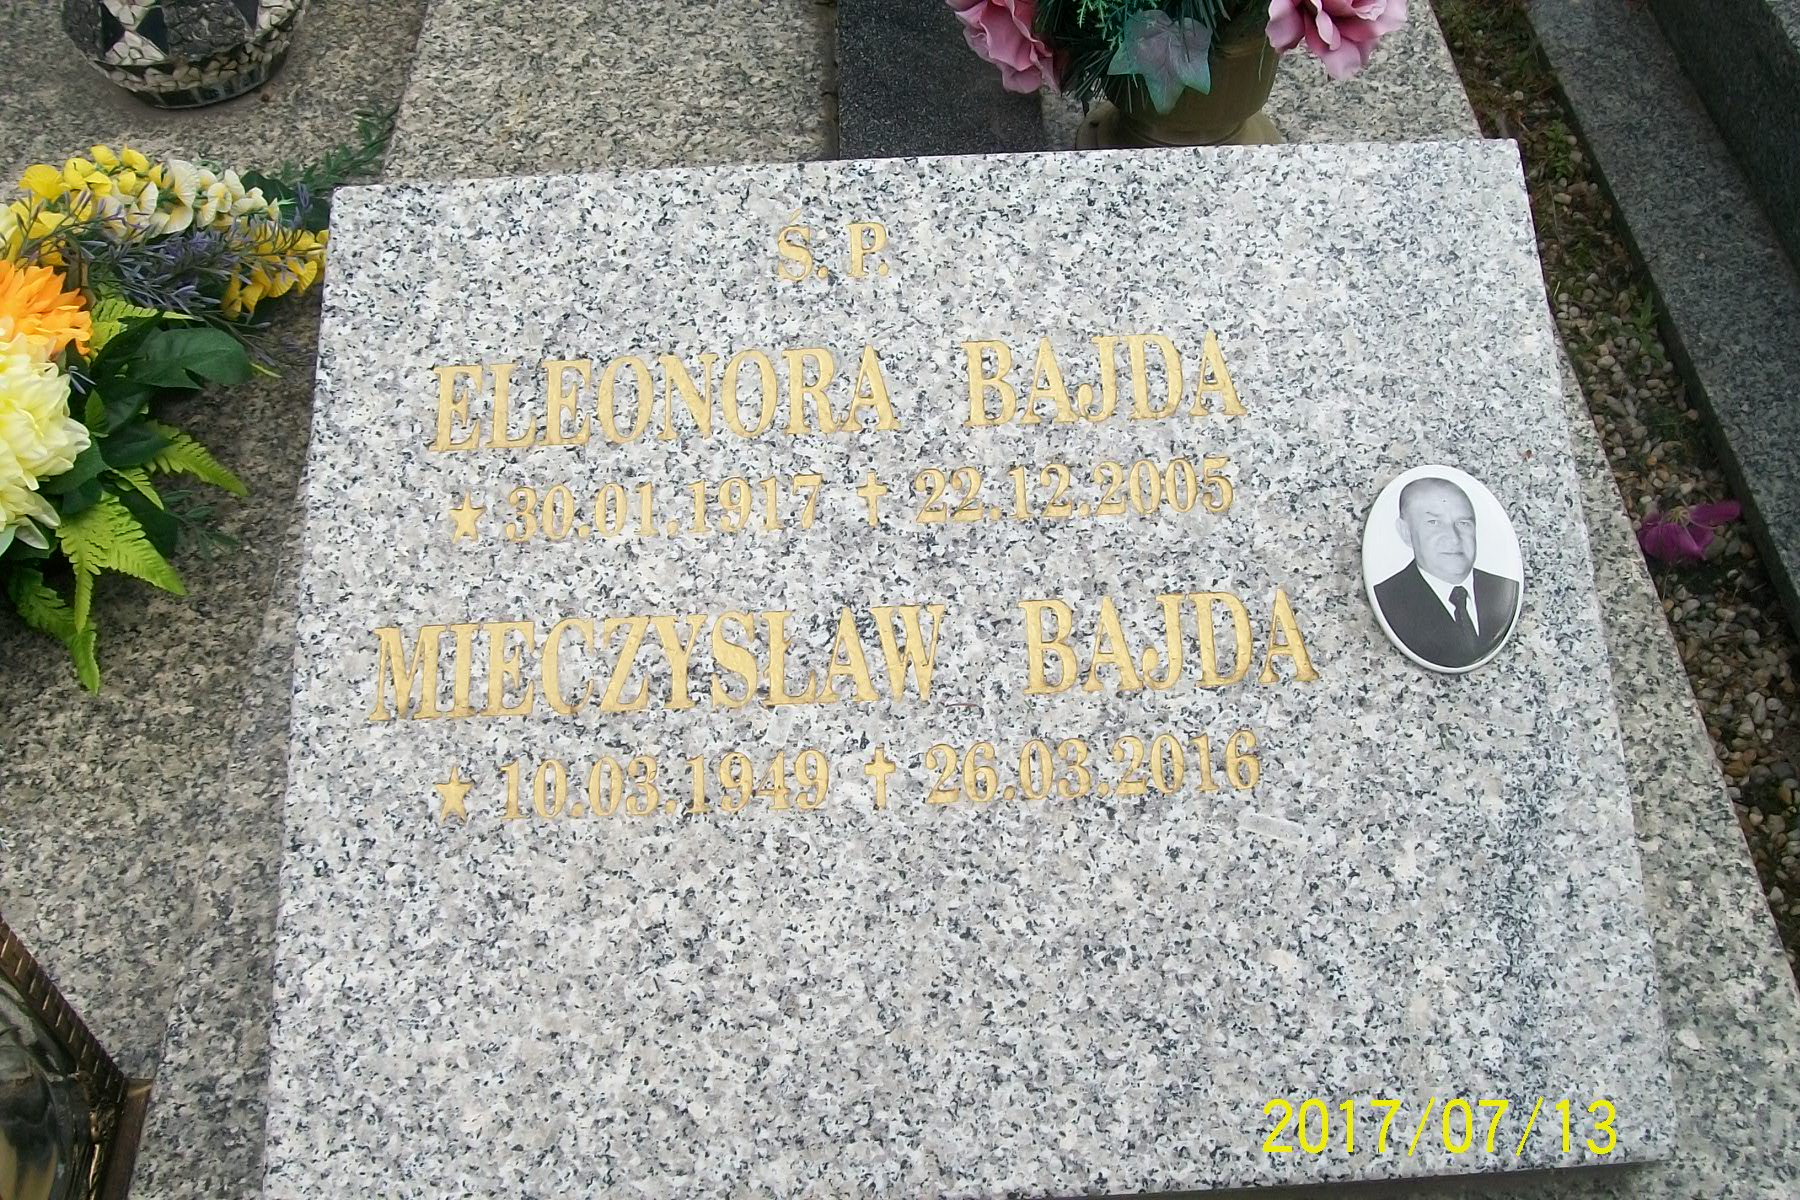 Ś. P.
ELEONORA BAJDA
★ 30.01.1917 ✝ 22.12.2005
MIECZYSŁAW BAJDA
★ 10.03.1949 ✝ 26.03.2016
2017/07/13